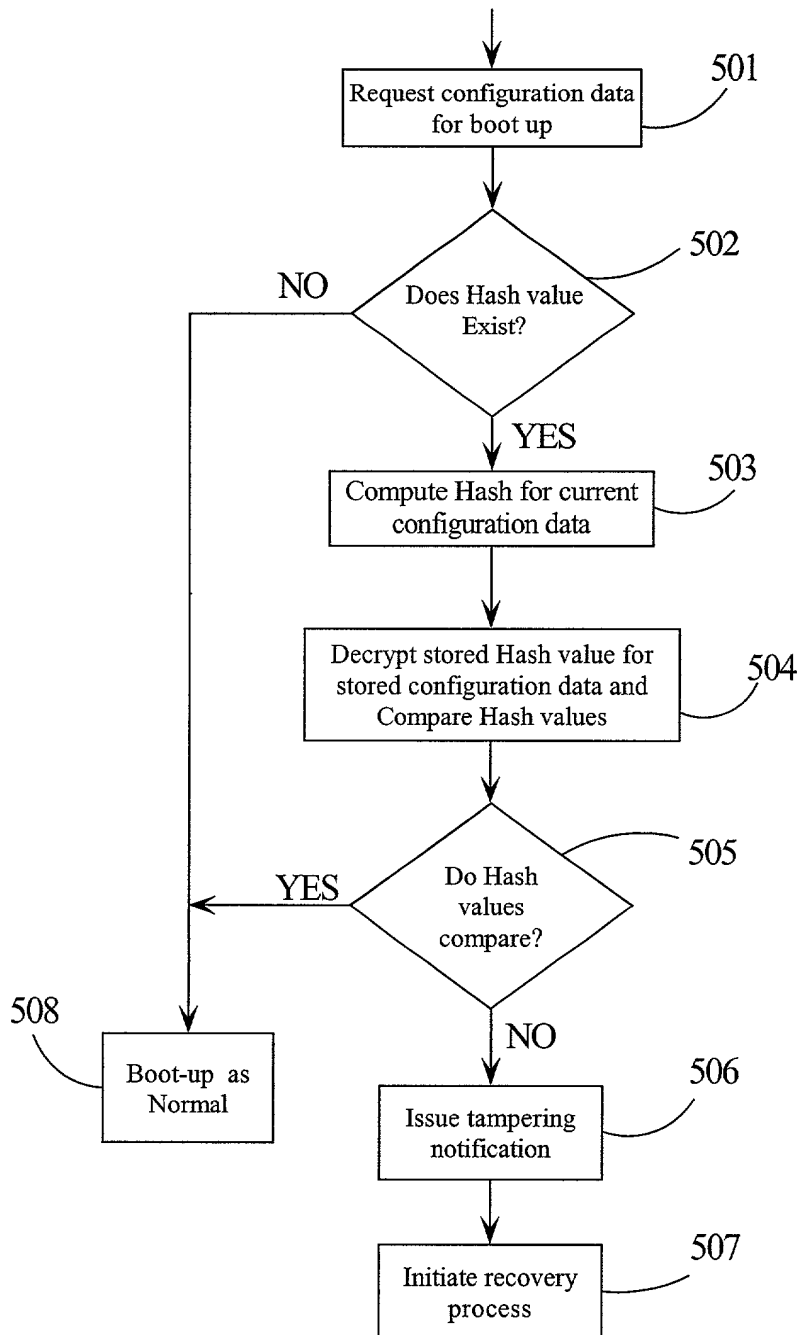 501
Request configuration data
for boot up
502
NO
Does Hash value
Exist?
YES
503
Compute Hash for current
configuration data
Decrypt stored Hash value for
stored configuration data and
Compare Hash values
504
505
YES
Do Hash
values
compare?
508
NO
Boot-up as
Normal
506
Issue tampering
notification
507
Initiate recovery
process